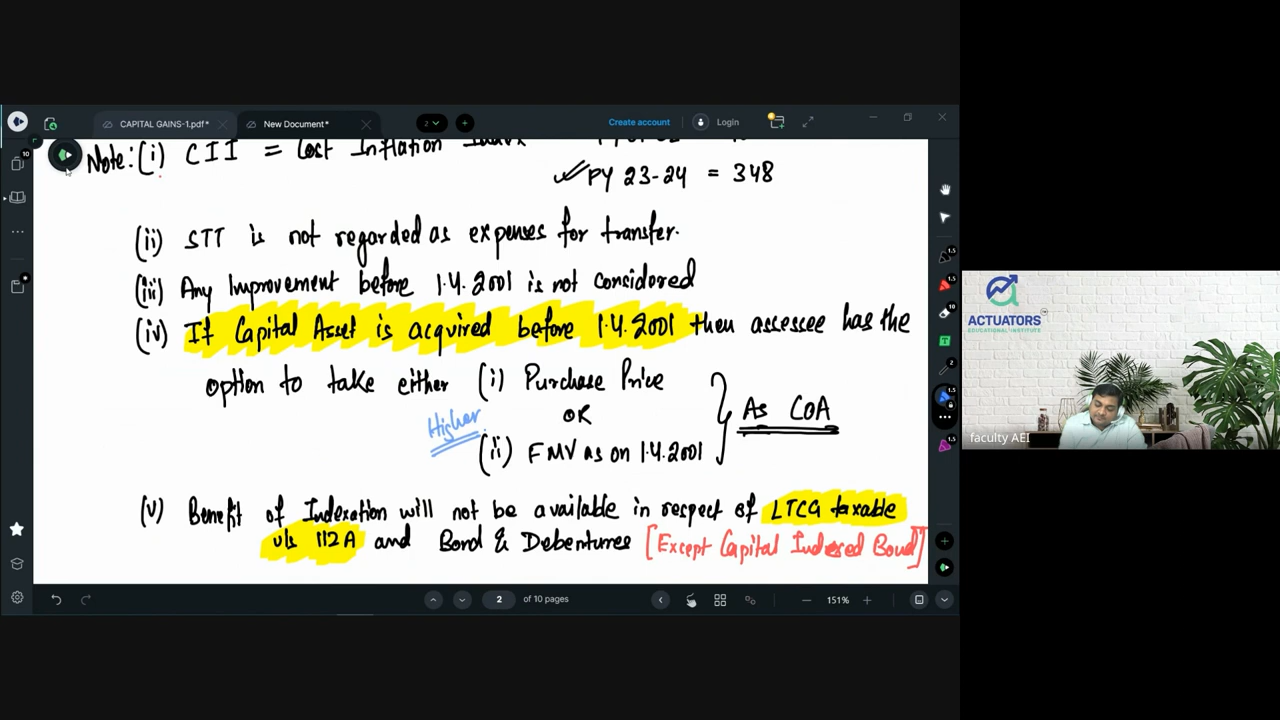 CAPITAL GAINS-1.pdf*
New Document*
2
Create account
Login
Note: (i) CII = Cost Inflation
PY 23-24 = 348
(ii) STT is not regarded as expenses for transfer.
(iii) Any Improvement before 1.4.2001 is not considered
(iv) If Capital Asset is acquired before 1.4.2001 then assessee has the
option to take either (i) Purchase Price
OR
Higher
As COA
(ii) FMV as on 1.4.2001
(v) Benefit of Indexation will not be available in respect of LTCG taxable
u/s 112A and Bond & Debentures [Except Capital Indexed Bond]
2 of 10 pages
151%
ACTUATORS
EDUCATIONAL INSTITUTE
faculty AEI